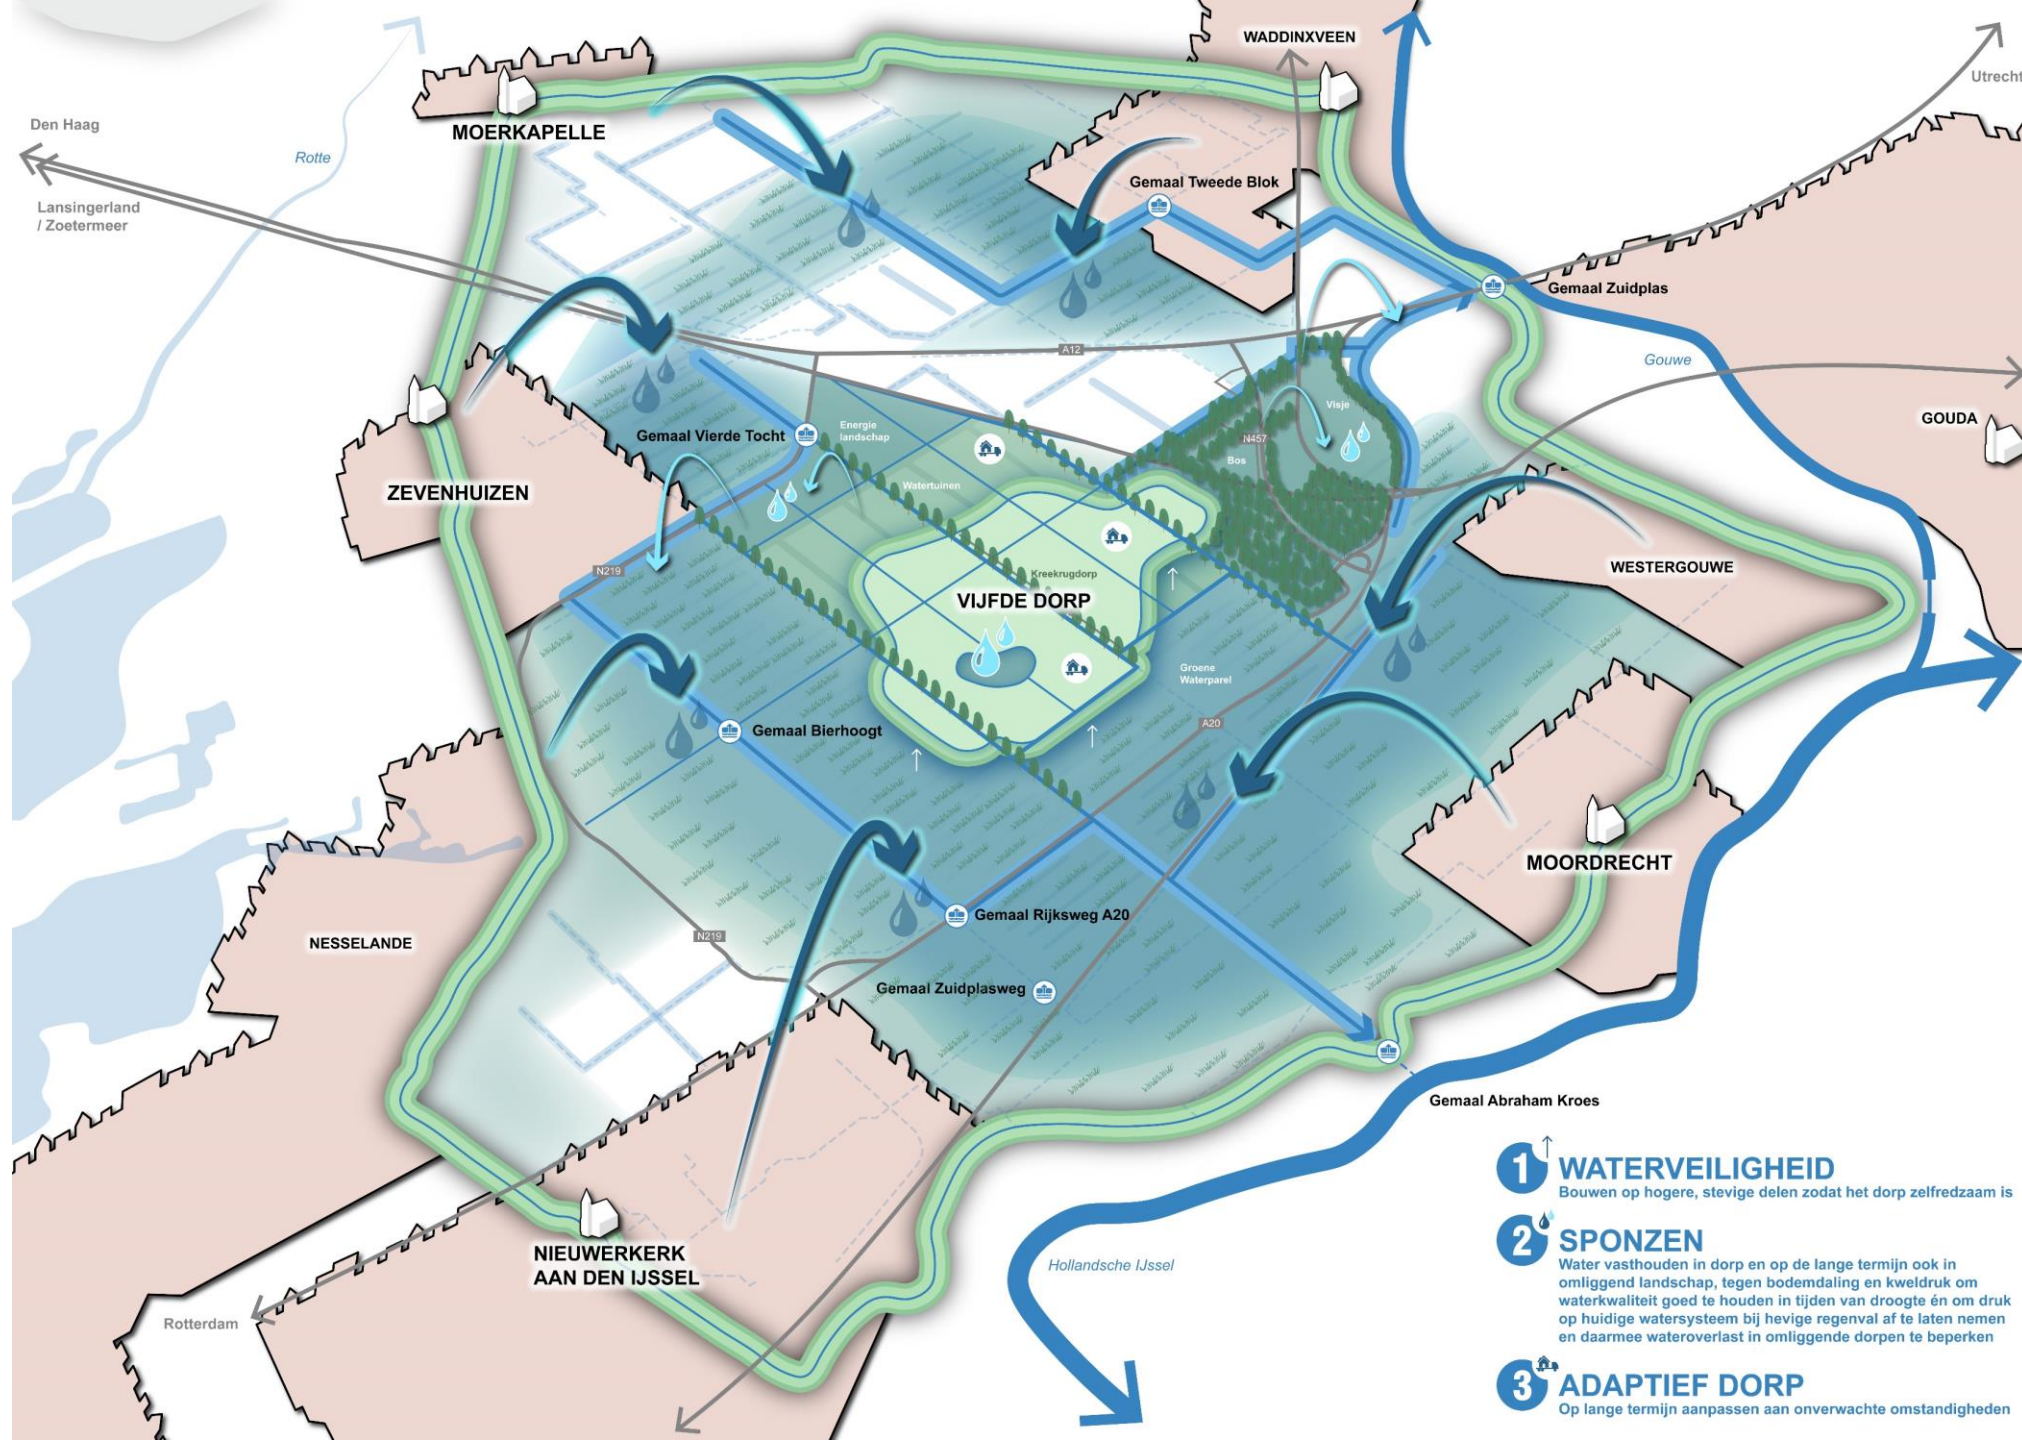 WADDINXVEEN
Utrecht
Den Haag
MOERKAPELLE
Rotte
Lansingerland
/ Zoetermeer
Gemaal Tweede Blok
Gemaal Zuidplas
A12
Gouwe
Visje
GOUDA
Energie
landschap
Gemaal Vierde Tocht
N457
Bos
ZEVENHUIZEN
Watertuinen
WESTERGOUWE
N219
Kreekrugdorp
VIJFDE DORP
Groene
Waterparel
A20
Gemaal Bierhoogt
MOORDRECHT
Gemaal Rijksweg A20
N219
NESSELANDE
Gemaal Zuidplasweg
Gemaal Abraham Kroes
NIEUWERKERK
AAN DEN IJSSEL
Hollandsche IJssel
Rotterdam
1 WATERVEILIGHEID
Bouwen op hogere, stevige delen zodat het dorp zelfredzaam is
2 SPONZEN
Water vasthouden in dorp en op de lange termijn ook in
omliggend landschap, tegen bodemdaling en kweldruk om
waterkwaliteit goed te houden in tijden van droogte én om druk
op huidige watersysteem bij hevige regenval af te laten nemen
en daarmee wateroverlast in omliggende dorpen te beperken
3 ADAPTIEF DORP
Op lange termijn aanpassen aan onverwachte omstandigheden